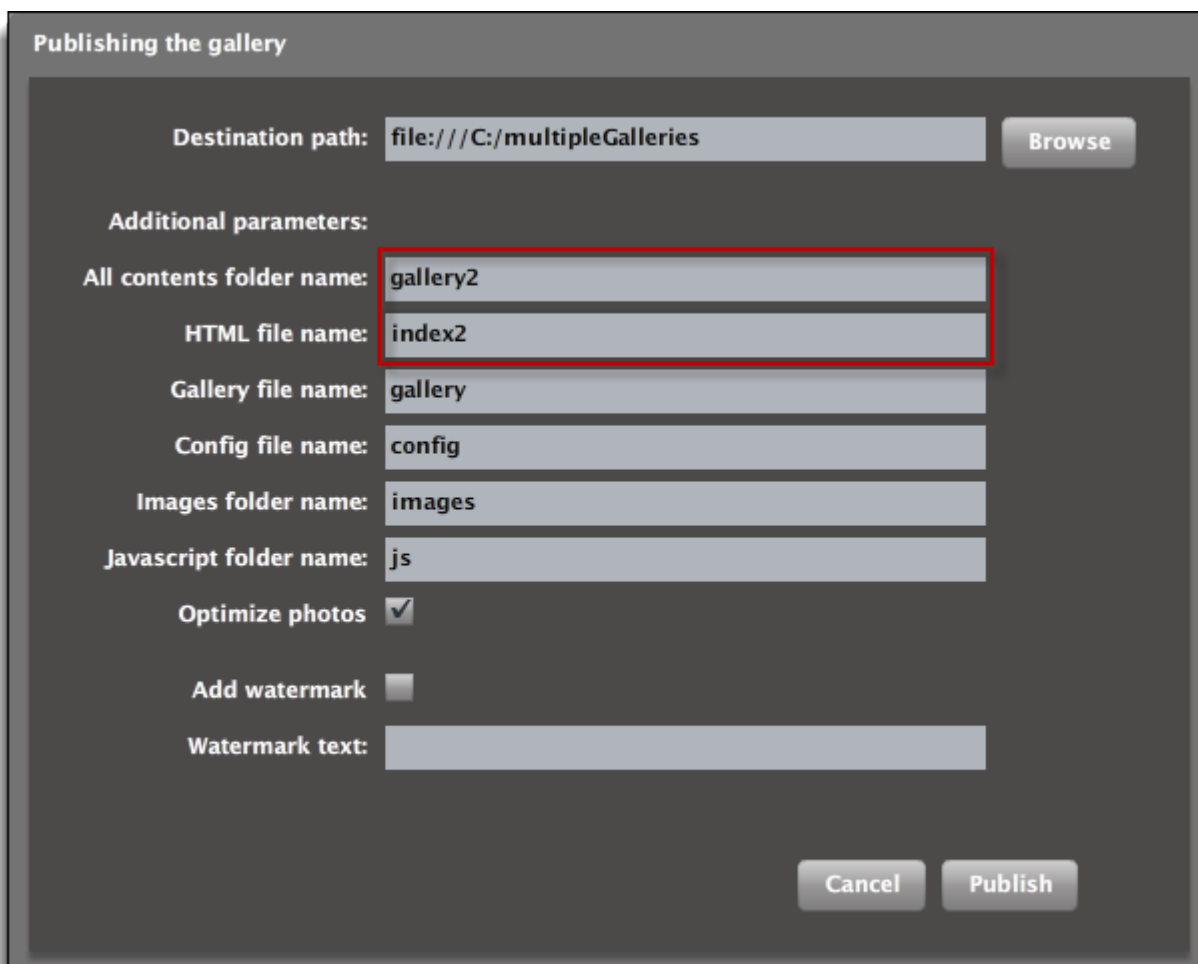 Publishing the gallery
Destination path: file:///C:/multipleGalleries Browse
Additional parameters:
All contents folder name: gallery2
HTML file name: index2
Gallery file name: gallery
Config file name: config
Images folder name: images
Javascript folder name: js
Optimize photos
Add watermark
Watermark text:
Cancel Publish